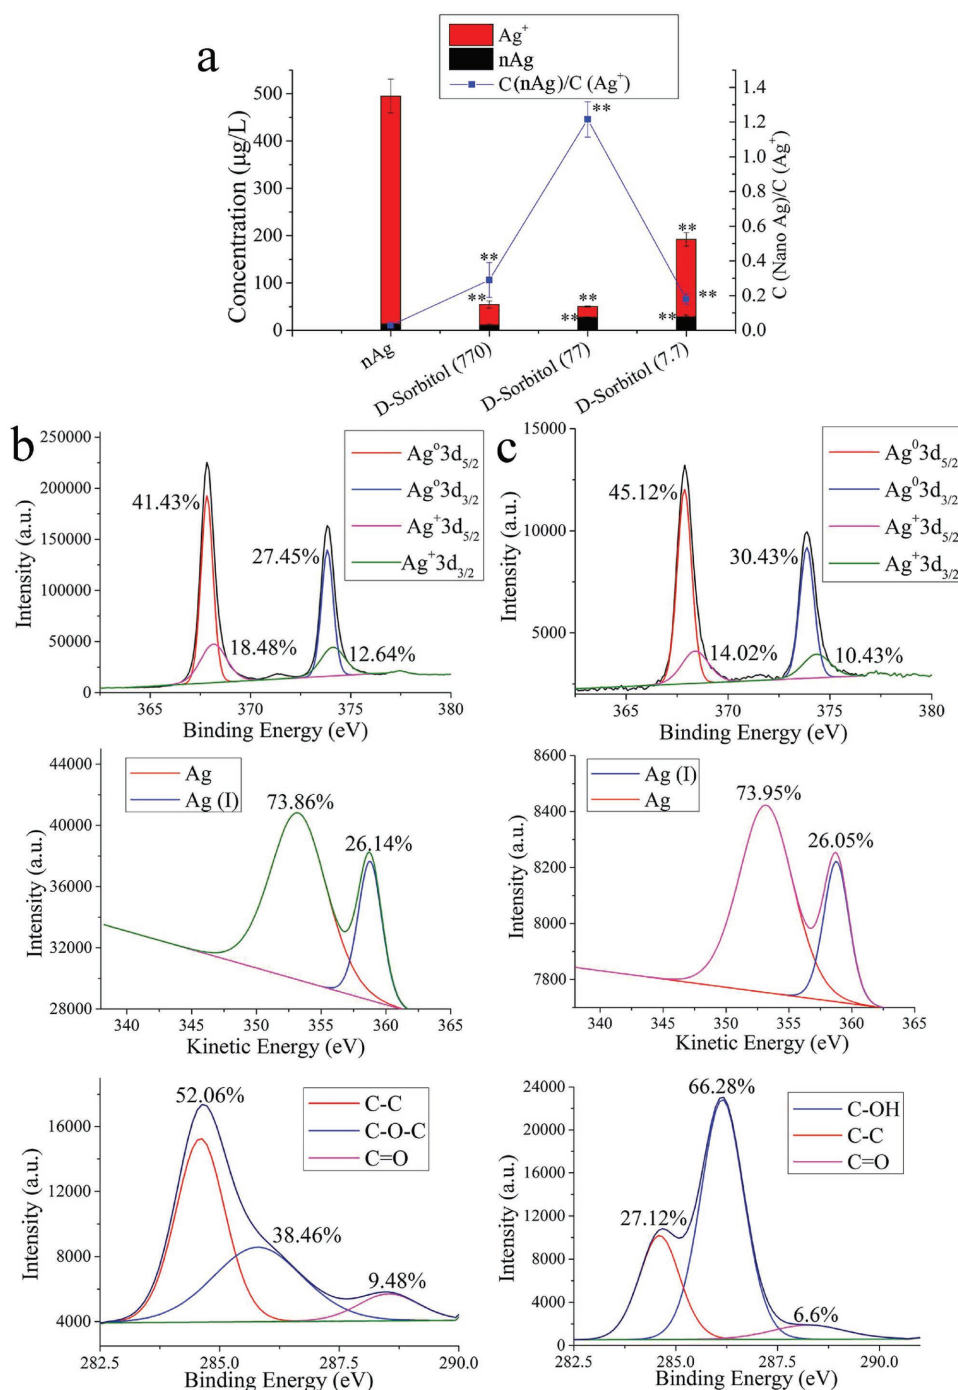 a
Ag⁺
nAg
C(nAg)/C(Ag⁺)
Concentration (μg/L)
500
400
300
200
100
0
**
**
**
**
**
**
**
**
**
1.4
1.2
1.0
0.8
0.6
0.4
0.2
0.0
C (Nano Ag)/C (Ag⁺)
nAg
D-Sorbitol (770)
D-Sorbitol (77)
D-Sorbitol (7.7)
b
Intensity (a.u.)
250000
200000
150000
100000
50000
0
41.43%
27.45%
18.48%
12.64%
Ag⁰3d5/2
Ag⁰3d3/2
Ag⁺3d5/2
Ag⁺3d3/2
365 370 375 380
Binding Energy (eV)
c
Intensity (a.u.)
15000
10000
5000
45.12%
30.43%
14.02%
10.43%
Ag⁰3d5/2
Ag⁰3d3/2
Ag⁺3d5/2
Ag⁺3d3/2
365 370 375 380
Binding Energy (eV)
Intensity (a.u.)
44000
40000
36000
32000
28000
Ag
Ag (I)
73.86%
26.14%
340 345 350 355 360 365
Kinetic Energy (eV)
Intensity (a.u.)
8600
8400
8200
8000
7800
Ag (I)
Ag
73.95%
26.05%
340 345 350 355 360 365
Kinetic Energy (eV)
Intensity (a.u.)
16000
12000
8000
4000
52.06%
38.46%
9.48%
C-C
C-O-C
C=O
282.5 285.0 287.5 290.0
Binding Energy (eV)
Intensity (a.u.)
24000
20000
16000
12000
8000
4000
0
66.28%
27.12%
6.6%
C-OH
C-C
C=O
282.5 285.0 287.5 290.0
Binding Energy (eV)